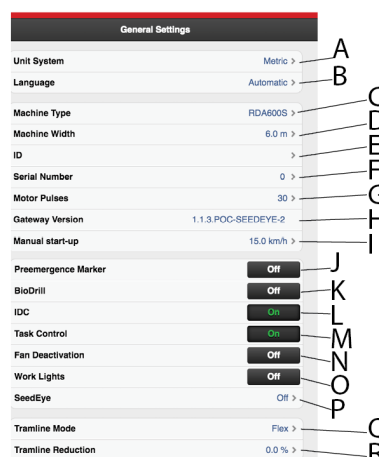 General Settings
Unit System Metric > A
Language Automatic > B
Machine Type RDA600S > C
Machine Width 6.0 m > D
ID > E
Serial Number 0 > F
Motor Pulses 30 > G
Gateway Version 1.1.3.POC-SEEDEYE-2 H
Manual start-up 15.0 km/h > I
Preemergence Marker Off J
BioDrill Off K
IDC On L
Task Control On M
Fan Deactivation Off N
Work Lights Off O
SeedEye Off > P
Tramline Mode Flex > Q
Tramline Reduction 0.0 % > R